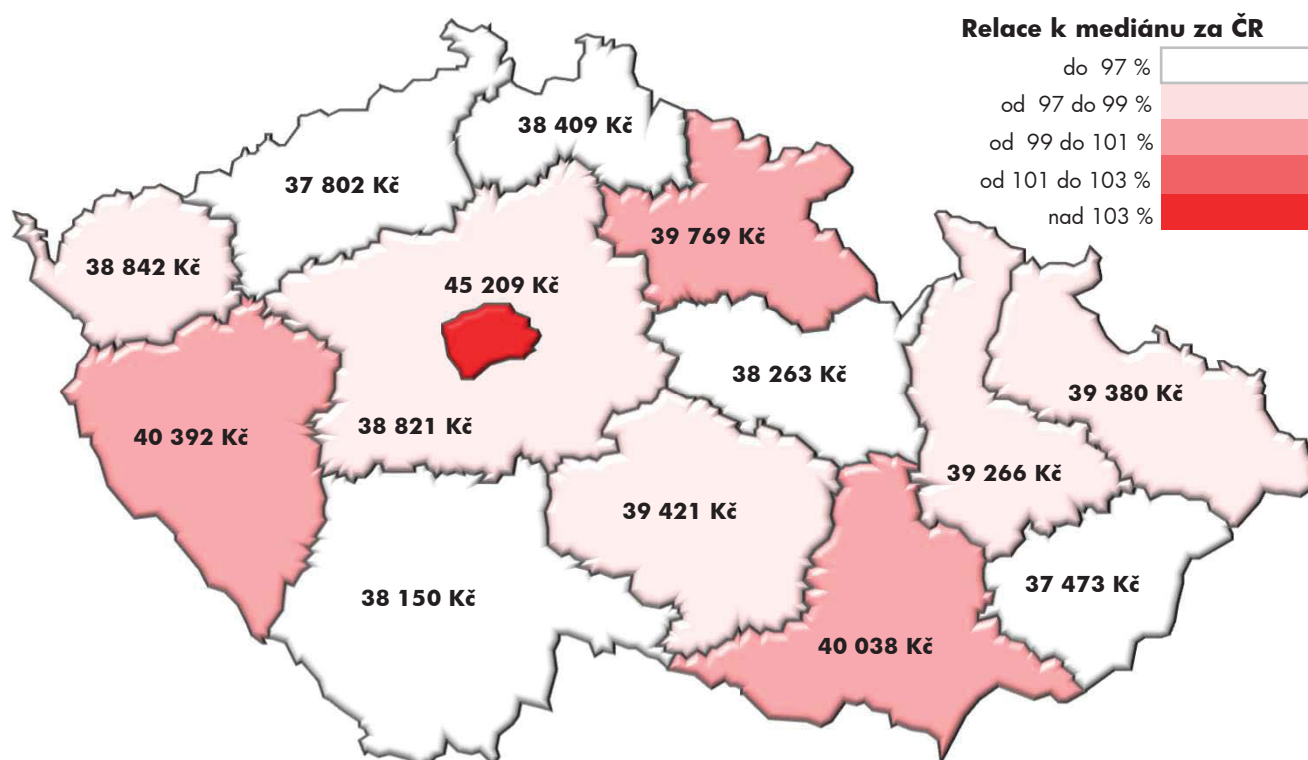 Relace k mediánu za ČR
do 97 %
od 97 do 99 %
od 99 do 101 %
od 101 do 103 %
nad 103 %
38 409 Kč
37 802 Kč
39 769 Kč
38 842 Kč
45 209 Kč
38 263 Kč
39 380 Kč
38 821 Kč
40 392 Kč
39 266 Kč
39 421 Kč
37 473 Kč
38 150 Kč
40 038 Kč